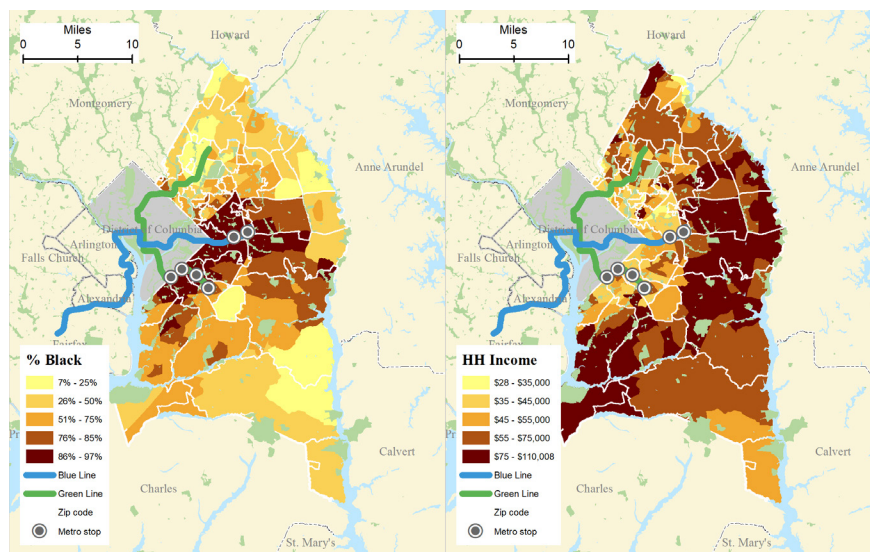 Miles
0 5 10
Howard
Montgomery
Anne Arundel
District of Columbia
Arlington
Falls Church
Alexandria
Fairfax
% Black
7% - 25%
26% - 50%
51% - 75%
76% - 85%
86% - 97%
Blue Line
Green Line
Zip code
Metro stop
Calvert
Charles
St. Mary's
Miles
0 5 10
Howard
Montgomery
Anne Arundel
District of Columbia
Arlington
Falls Church
Alexandria
Fairfax
HH Income
$28 - $35,000
$35 - $45,000
$45 - $55,000
$55 - $75,000
$75 - $110,008
Blue Line
Green Line
Zip code
Metro stop
Calvert
Charles
St. Mary's